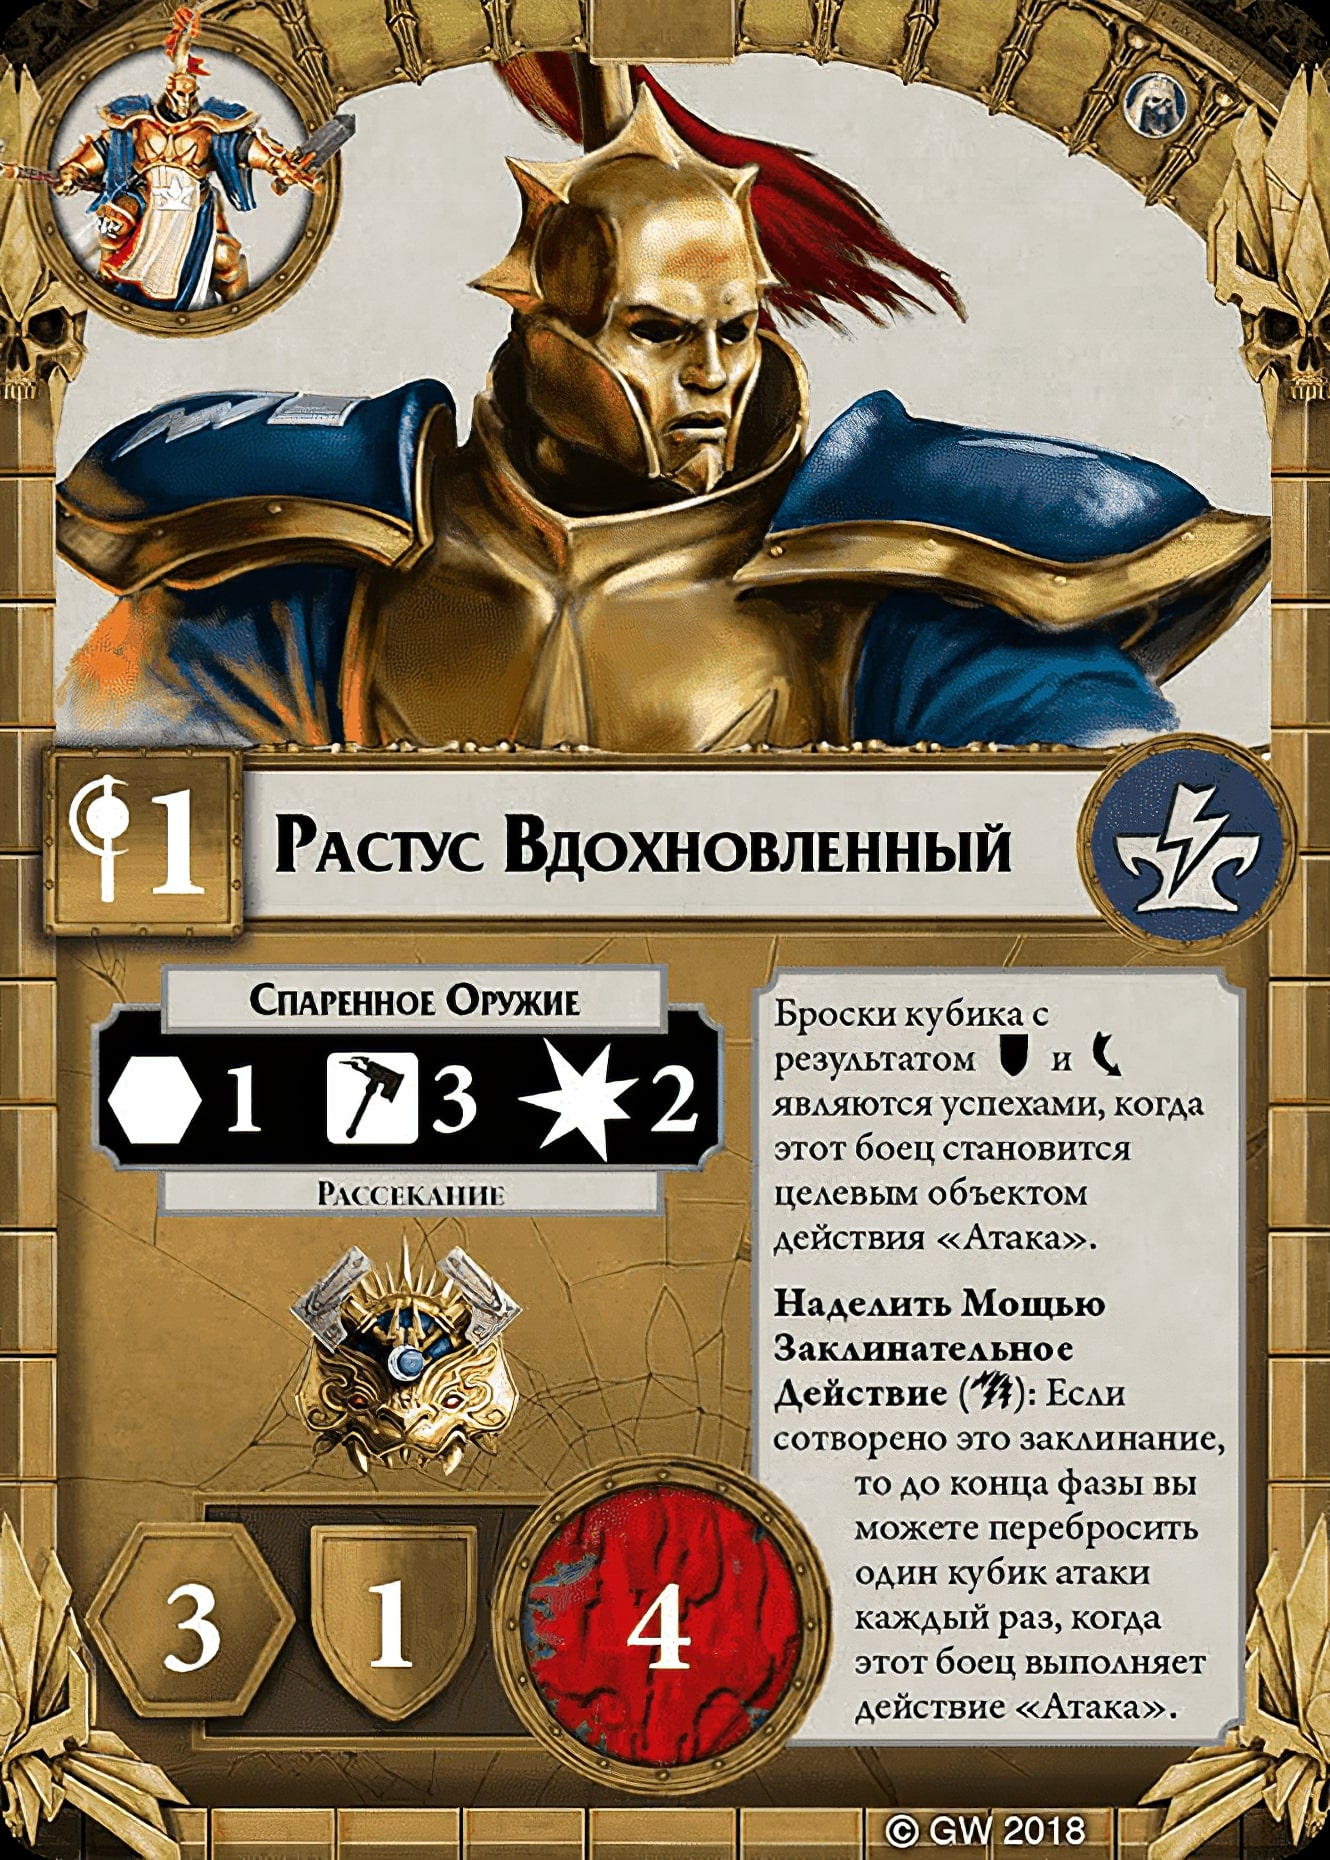 1
Растус Вдохновленный
Спаренное Оружие
1 3 2
Рассекание
Броски кубика с
результатом и
являются успехами, когда
этот боец становится
целевым объектом
действия «Атака».
Наделить Мощью
Заклинательное
Действие (): Если
сотворено это заклинание,
то до конца фазы вы
можете перебросить
один кубик атаки
каждый раз, когда
этот боец выполняет
действие «Атака».
3 1 4
© GW 2018